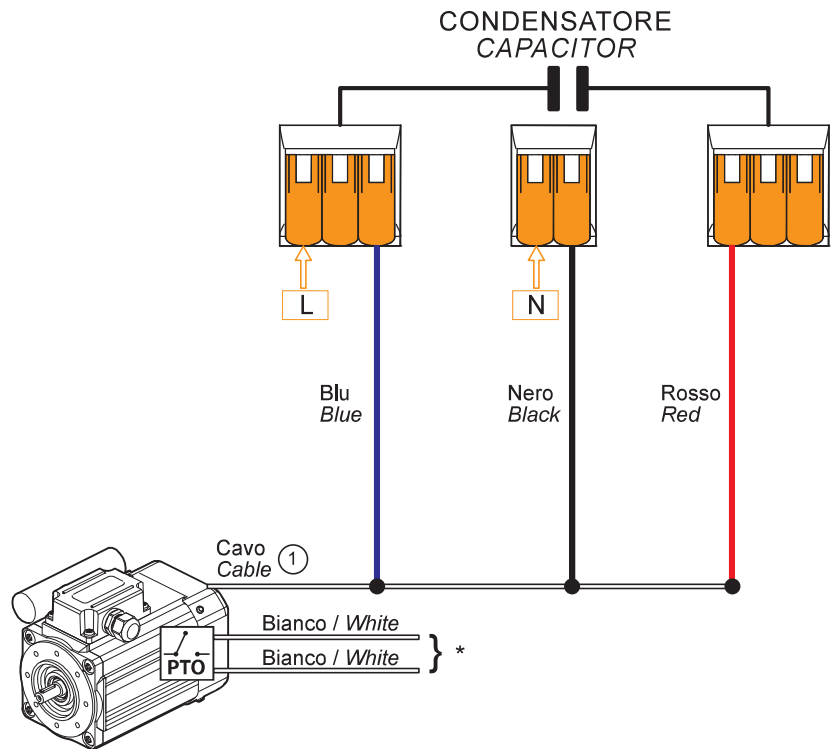 CONDENSATORE
CAPACITOR
L
N
Blu
Blue
Nero
Black
Rosso
Red
Cavo
Cable
1
Bianco / White
Bianco / White
} *
PTO